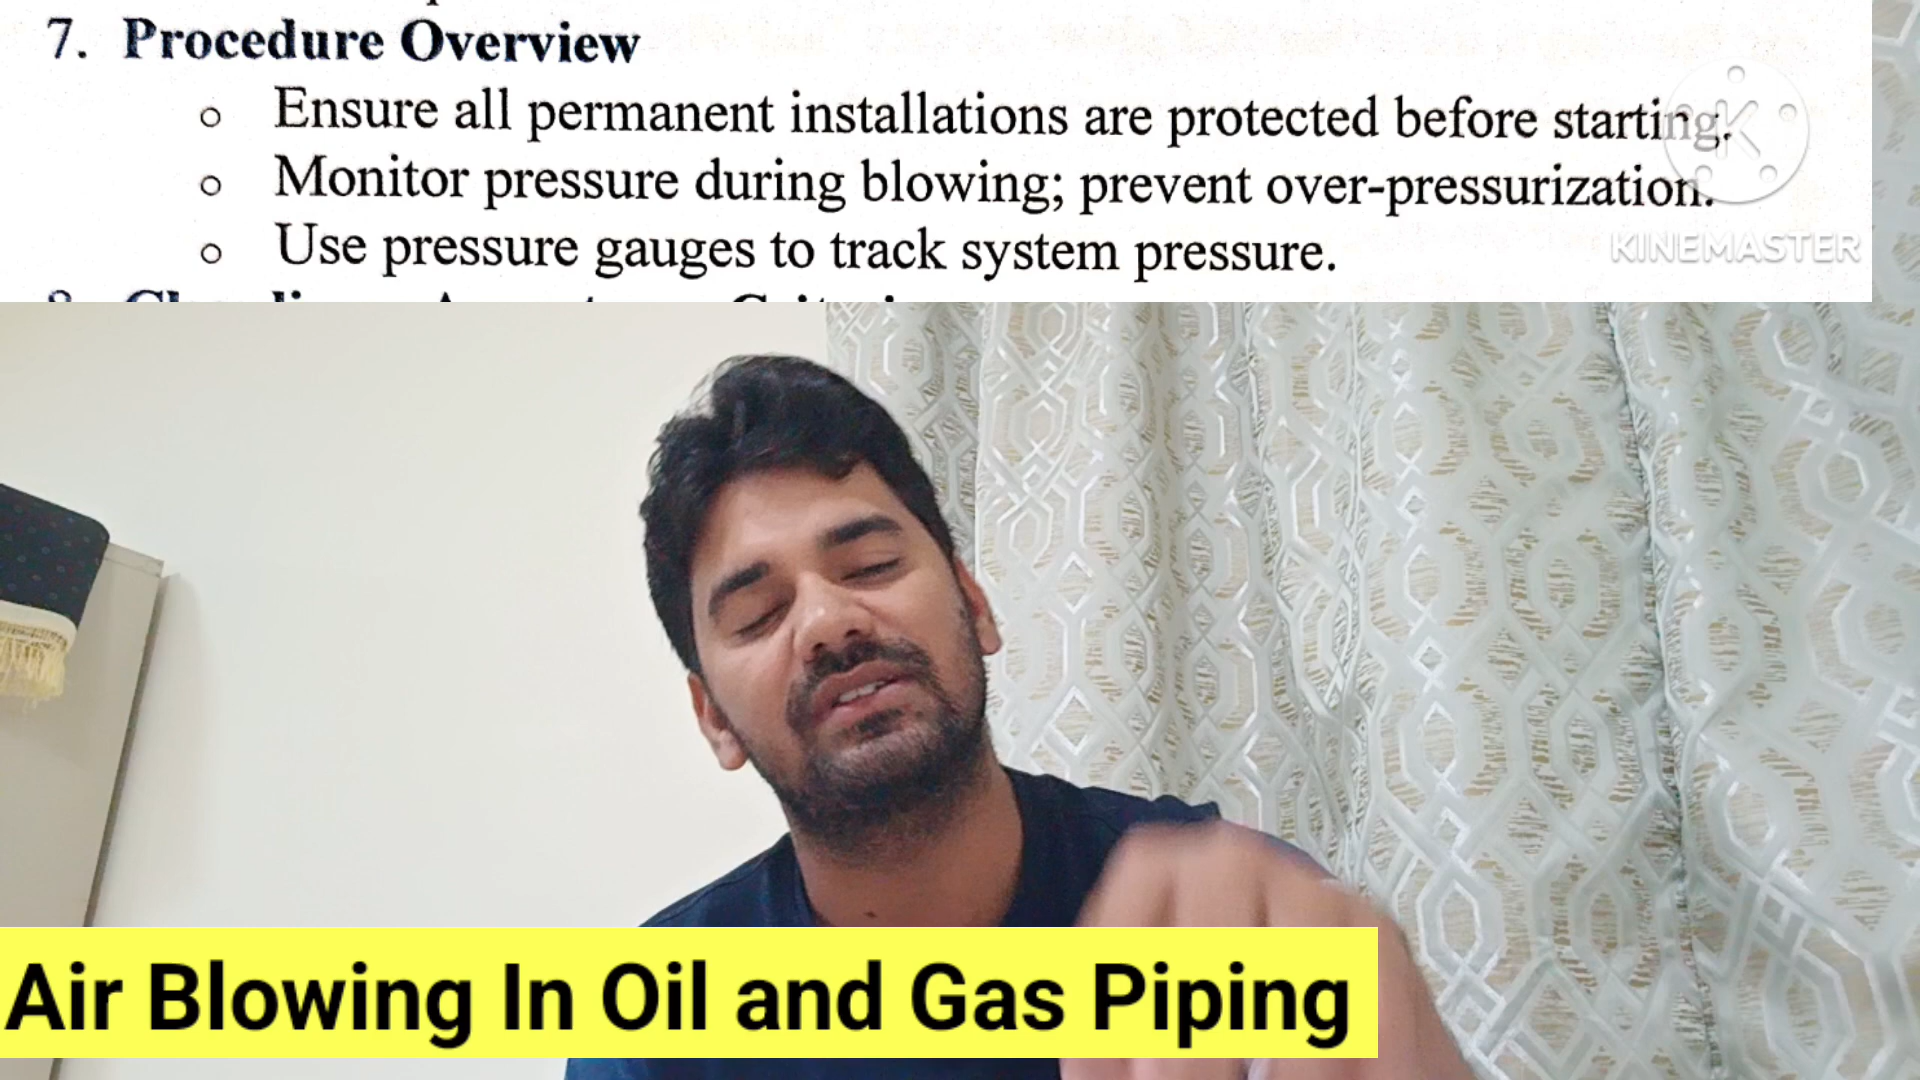 7. Procedure Overview
o Ensure all permanent installations are protected before starting.
o Monitor pressure during blowing; prevent over-pressurization.
o Use pressure gauges to track system pressure.
KINEMASTER
Air Blowing In Oil and Gas Piping